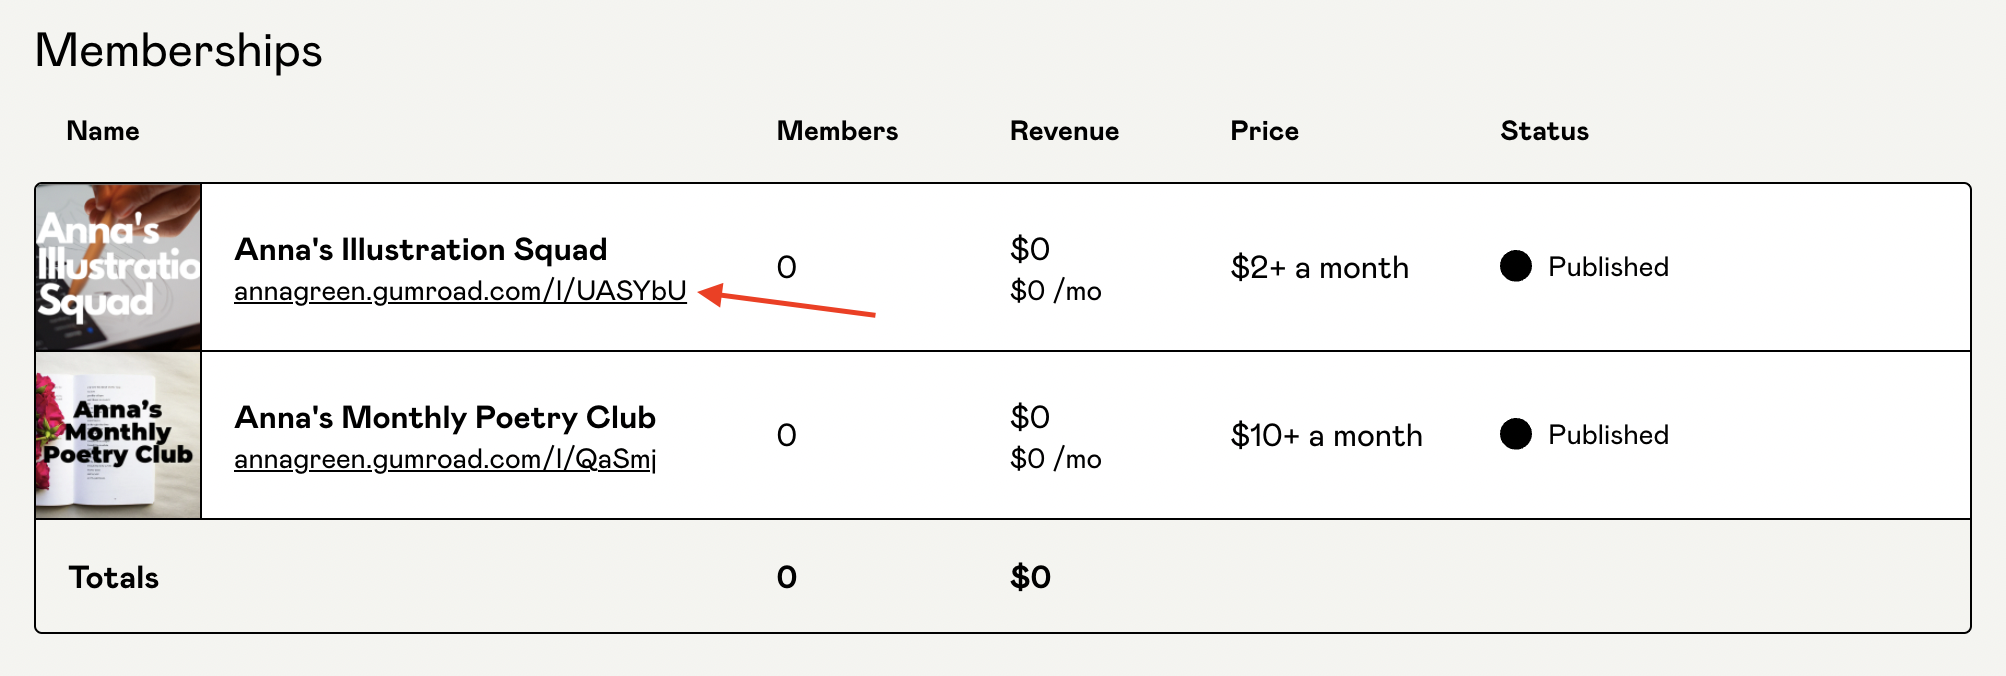 Memberships
Name Members Revenue Price Status
Anna's
Illustratio
Squad
Anna's Illustration Squad
annagreen.gumroad.com/l/UASYbU
0
$0
$0 /mo
$2+ a month
Published
Anna's
Monthly
Poetry Club
Anna's Monthly Poetry Club
annagreen.gumroad.com/l/QaSmj
0
$0
$0 /mo
$10+ a month
Published
Totals 0 $0